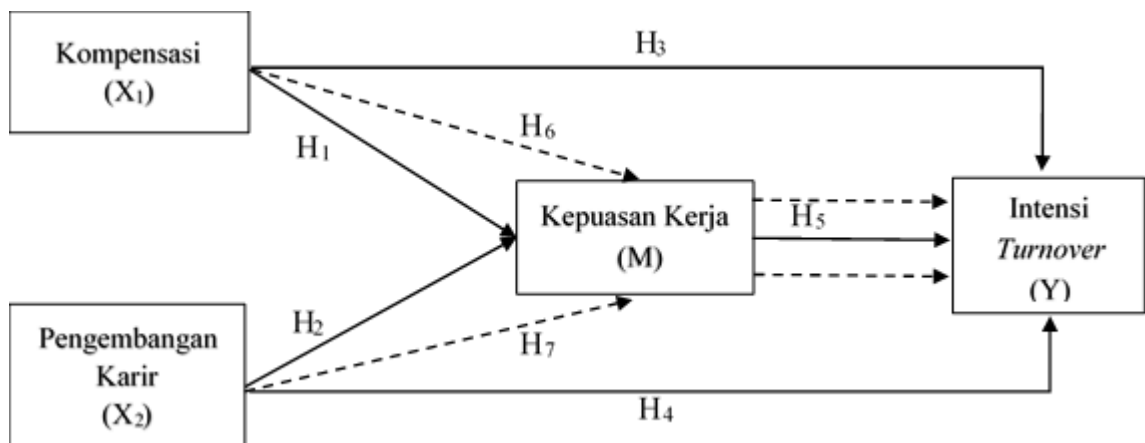 Kompensasi
(X₁)
H₃
H₆
H₁
Kepuasan Kerja
(M)
H₅
Intensi
Turnover
(Y)
H₂
H₇
Pengembangan
Karir
(X₂)
H₄